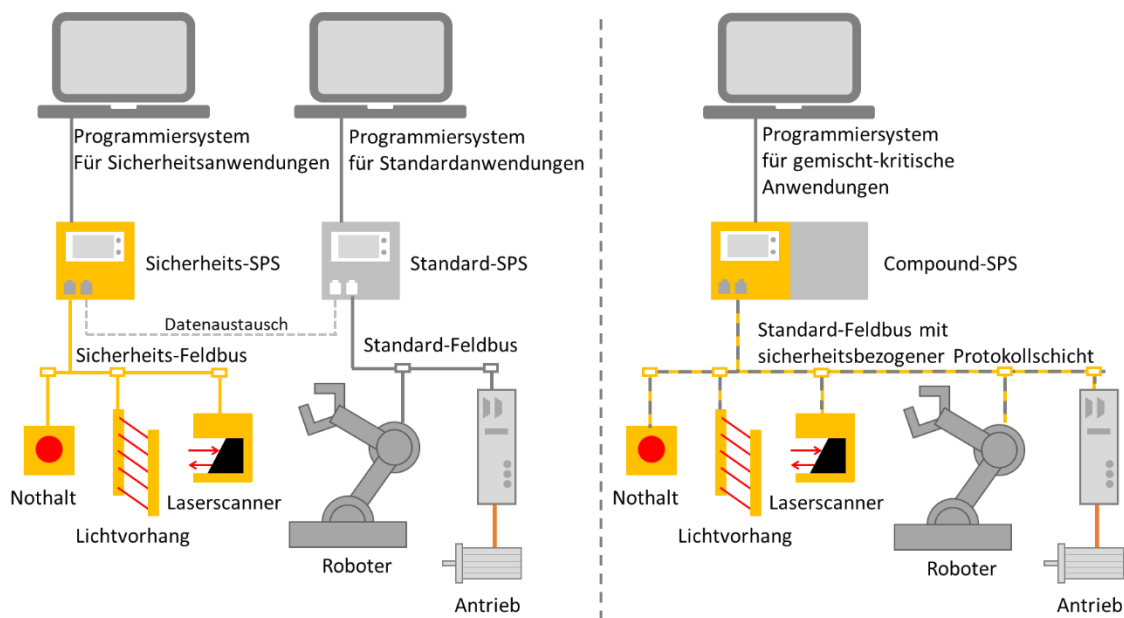 Programmiersystem
Für Sicherheitsanwendungen
Programmiersystem
für Standardanwendungen
Sicherheits-SPS
Standard-SPS
Datenaustausch
Sicherheits-Feldbus
Standard-Feldbus
Nothalt
Lichtvorhang
Laserscanner
Roboter
Antrieb
Programmiersystem
für gemischt-kritische
Anwendungen
Compound-SPS
Standard-Feldbus mit
sicherheitsbezogener Protokollschicht
Nothalt
Lichtvorhang
Laserscanner
Roboter
Antrieb